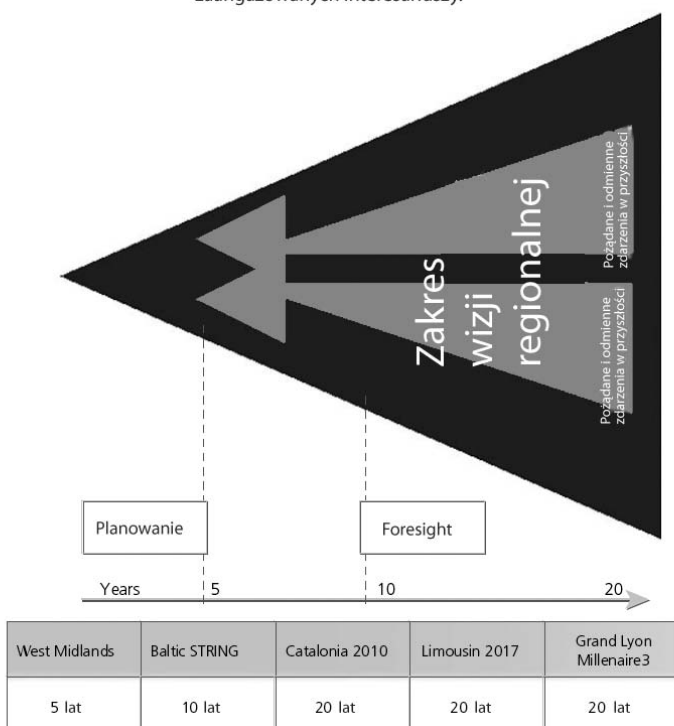 Zakres
wizji
regionalnej
Pożądane i odmienne
zdarzenia w przyszłości
Pożądane i odmienne
zdarzenia w przyszłości
Planowanie
Foresight
Years 5 10 20
West Midlands Baltic STRING Catalonia 2010 Limousin 2017 Grand Lyon
Millenaire3
5 lat 10 lat 20 lat 20 lat 20 lat